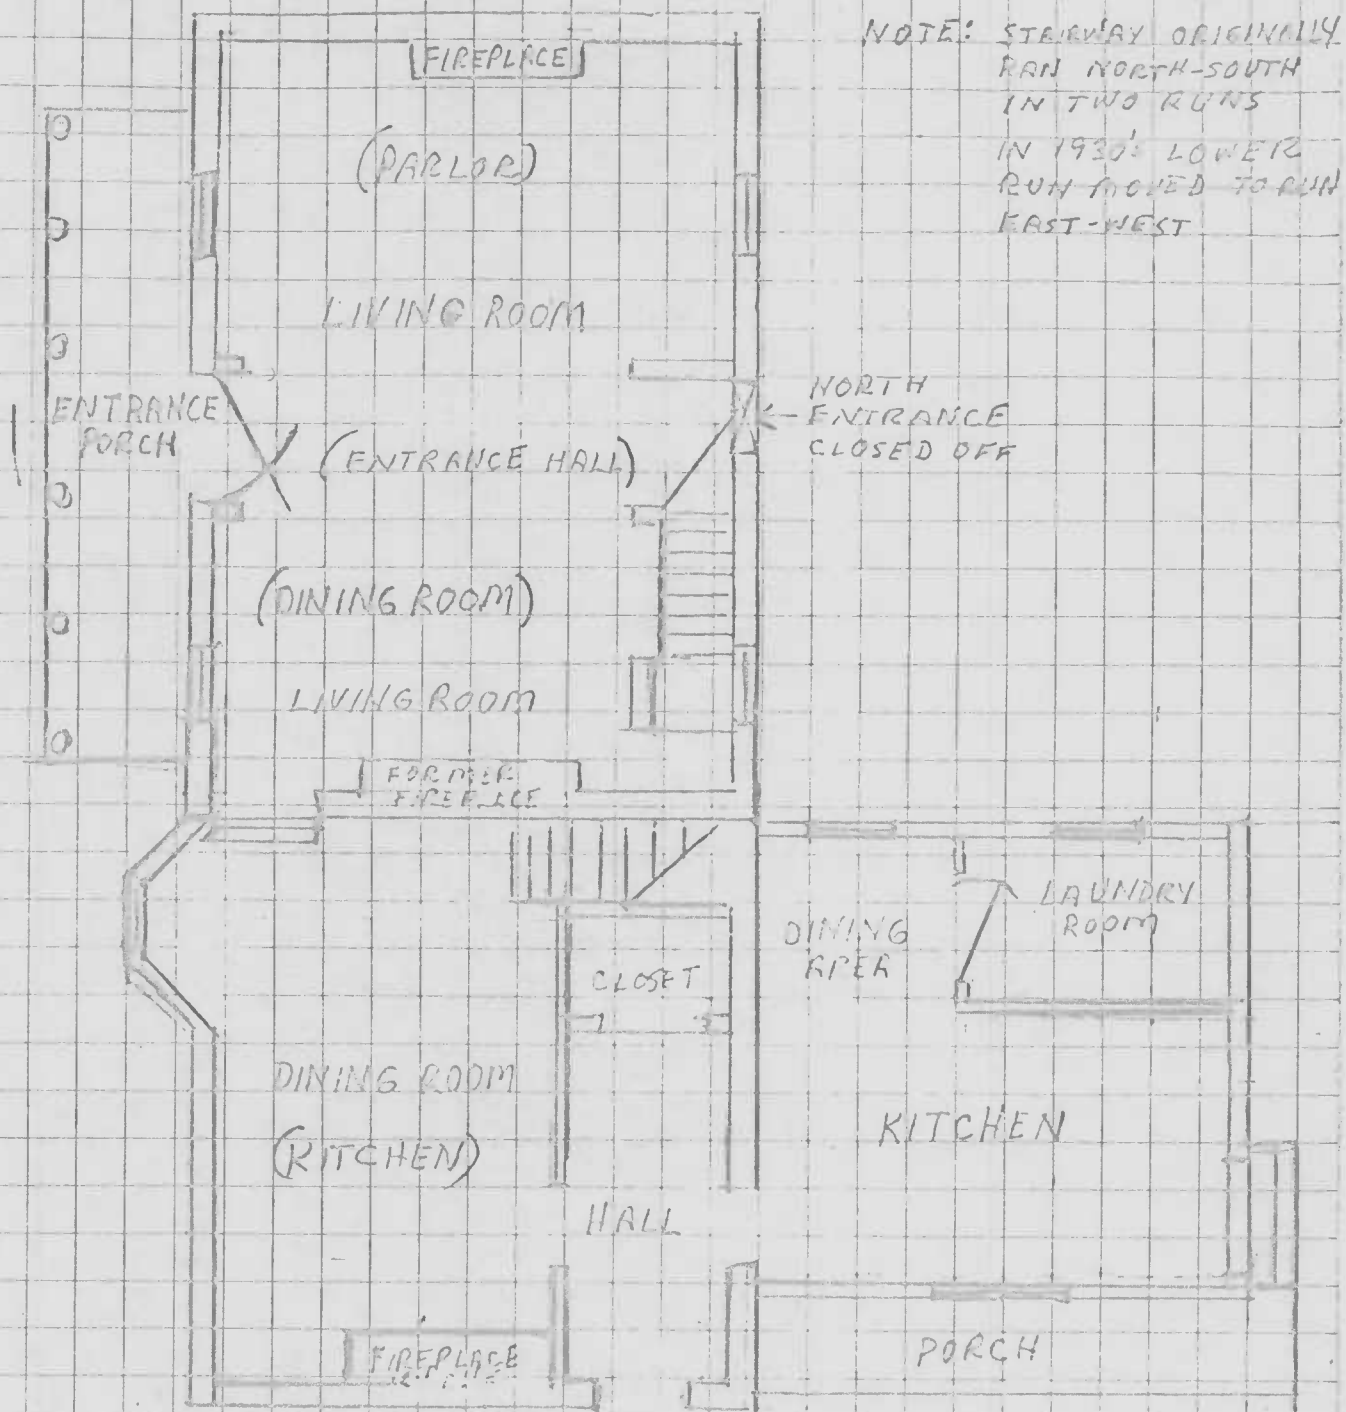 NOTE: STAIRWAY ORIGINALLY
RAN NORTH-SOUTH
IN TWO RUNS
IN 1930's LOWER
RUN MOVED TO RUN
EAST-WEST
[FIREPLACE]
(PARLOR)
LIVING ROOM
ENTRANCE
PORCH
NORTH
ENTRANCE
CLOSED OFF
(ENTRANCE HALL)
(DINING ROOM)
LIVING ROOM
FORMER
FIREPLACE
LAUNDRY
ROOM
DINING
AREA
CLOSET
DINING ROOM
(KITCHEN)
KITCHEN
HALL
FIREPLACE
PORCH